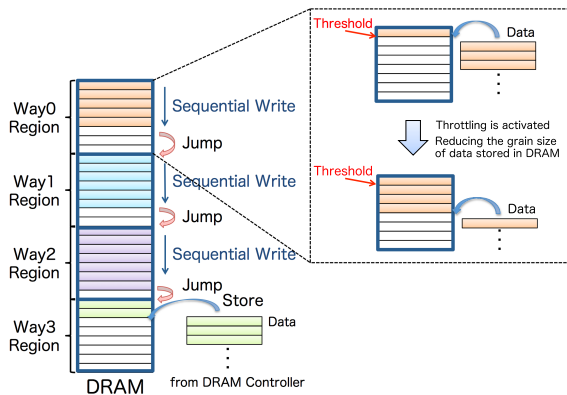 Way0
Region
Sequential Write
Jump
Way1
Region
Sequential Write
Jump
Way2
Region
Sequential Write
Jump
Way3
Region
Store
Data
DRAM
from DRAM Controller
Threshold
Data
Throttling is activated
Reducing the grain size
of data stored in DRAM
Threshold
Data